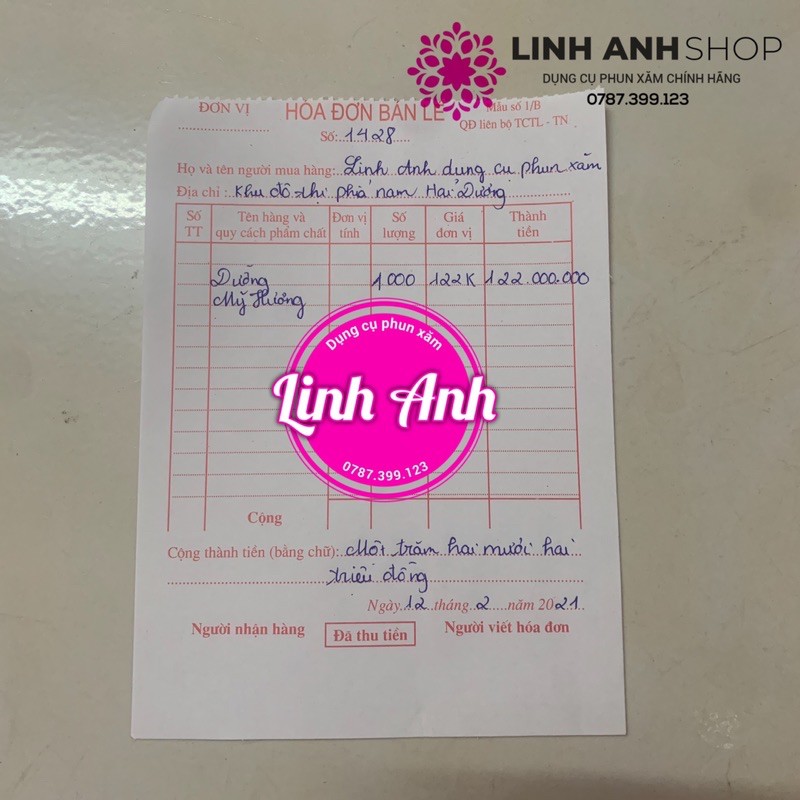 LINH ANH SHOP
DỤNG CỤ PHUN XĂM CHÍNH HÃNG
0787.399.123
ĐƠN VỊ
HÓA ĐƠN BÁN LẺ
Mẫu số 1/B
QĐ liên bộ TCTL - TN
Số: 1428
Họ và tên người mua hàng: Linh Anh dụng cụ phun xăm
Địa chỉ: Khu đô thị phía nam Hải Dương
Số TT Tên hàng và quy cách phẩm chất Đơn vị tính Số lượng Giá đơn vị Thành tiền
Dưỡng 1000 122K 122.000.000
Mỹ Hương
Dụng cụ phun xăm
Linh Anh
0787.399.123
Cộng
Cộng thành tiền (bằng chữ): Một trăm hai mươi hai
triệu đồng
Ngày 12 tháng 2 năm 2021
Người nhận hàng Đã thu tiền Người viết hóa đơn